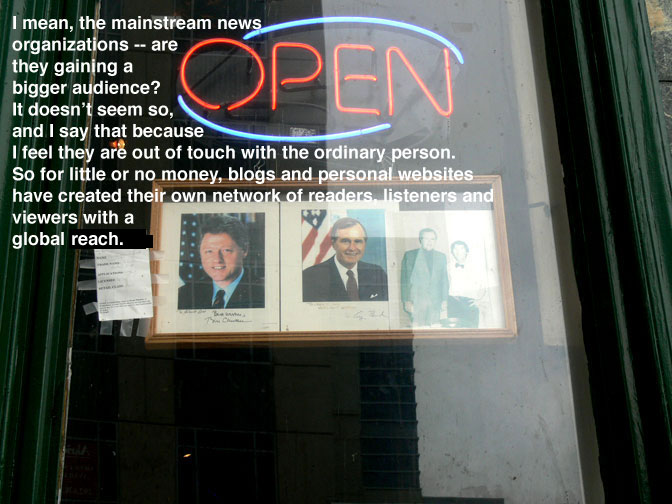 I mean, the mainstream news
organizations -- are
they gaining a
bigger audience?
It doesn't seem so,
and I say that because
I feel they are out of touch with the ordinary person.
So for little or no money, blogs and personal websites
have created their own network of readers, listeners and
viewers with a
global reach.
OPEN